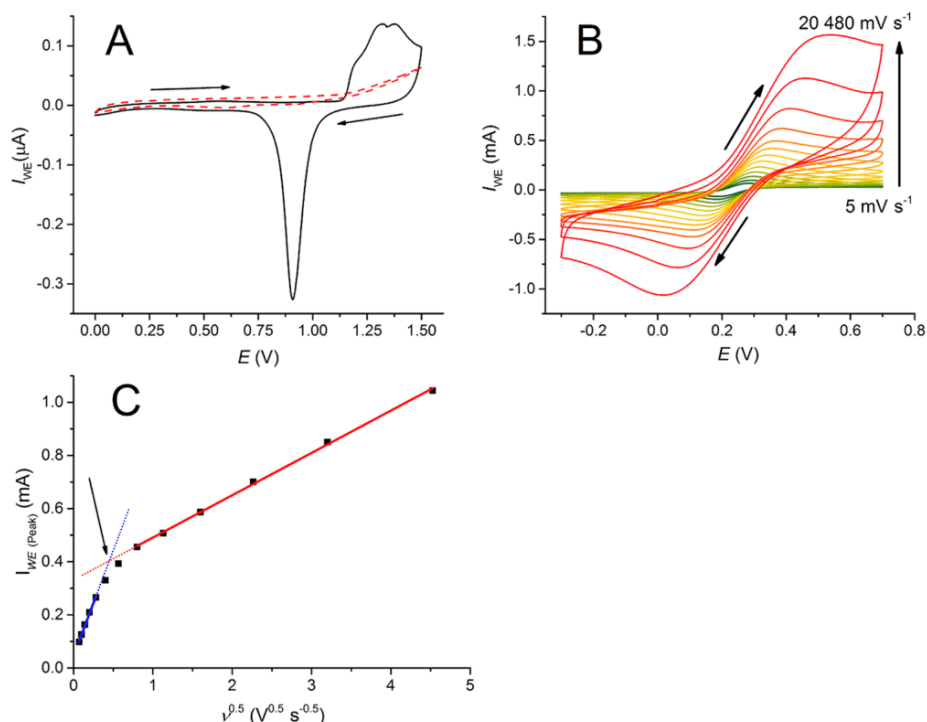 A
0.1
0.0
-0.1
-0.2
-0.3
I_WE (μA)
0.00 0.25 0.50 0.75 1.00 1.25 1.50
E (V)
B
20 480 mV s⁻¹
5 mV s⁻¹
1.5
1.0
0.5
0.0
-0.5
-1.0
I_WE (mA)
-0.2 0.0 0.2 0.4 0.6 0.8
E (V)
C
1.0
0.8
0.6
0.4
0.2
0.0
I_WE (Peak) (mA)
0 1 2 3 4 5
ν^0.5 (V^0.5 s^-0.5)